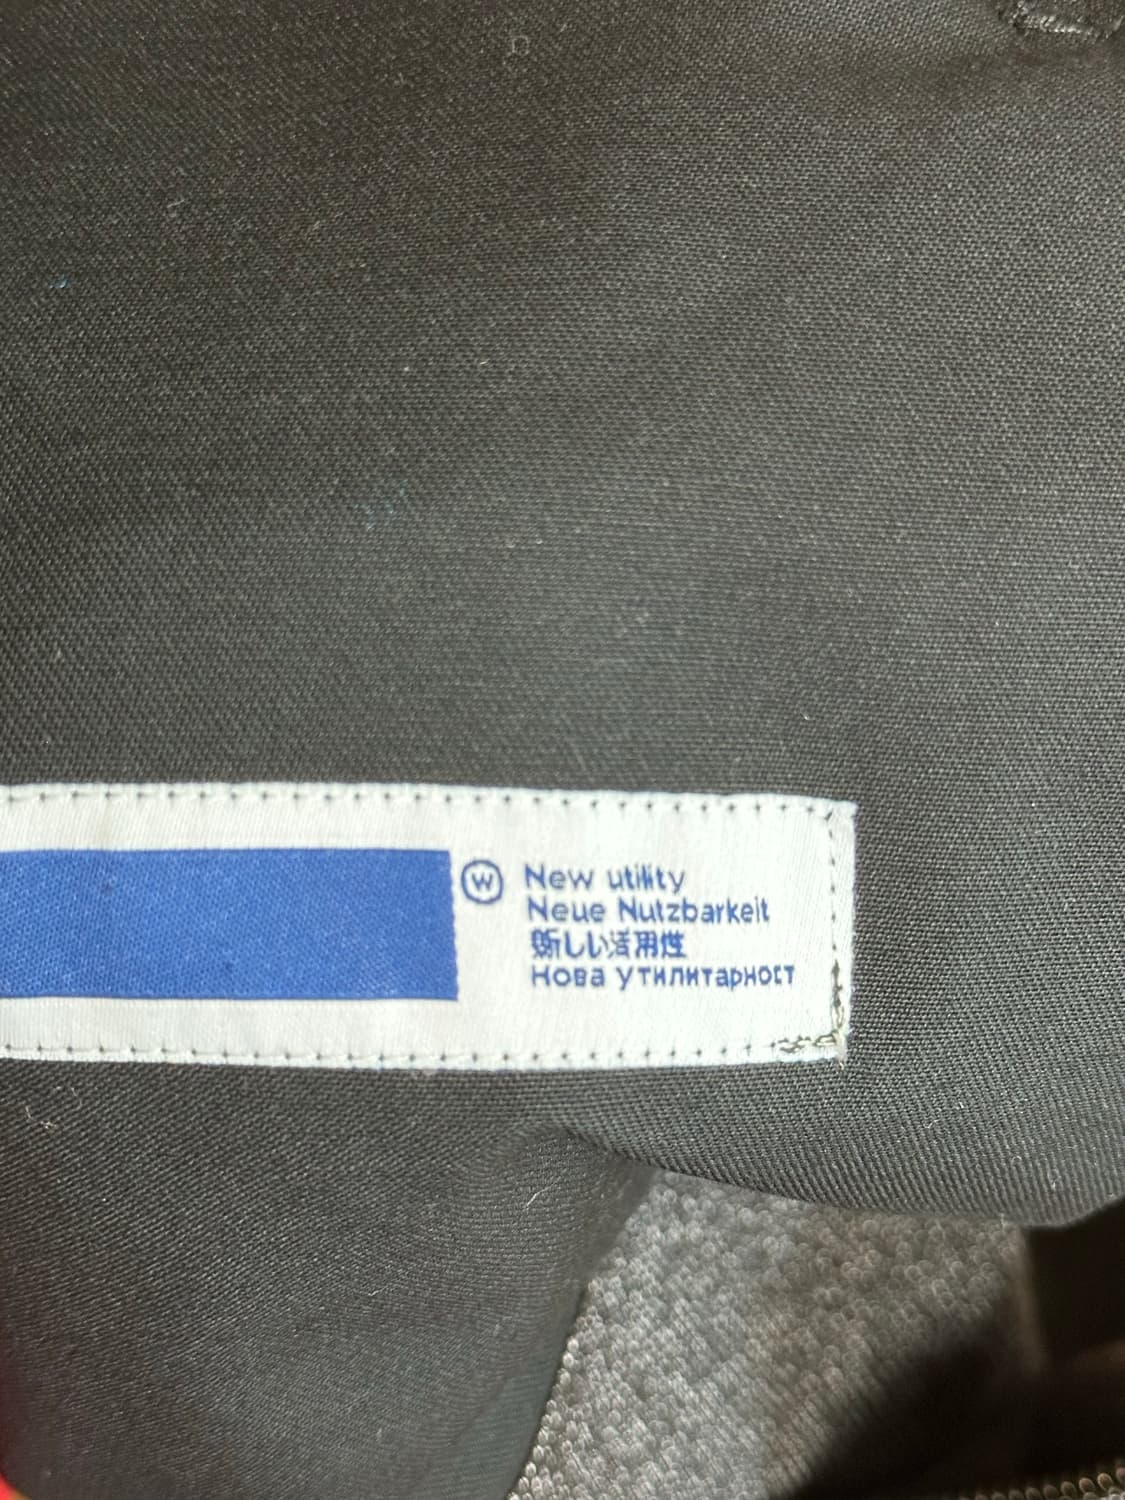 W New utility
Neue Nutzbarkeit
新しい活用性
Нова утилитарност